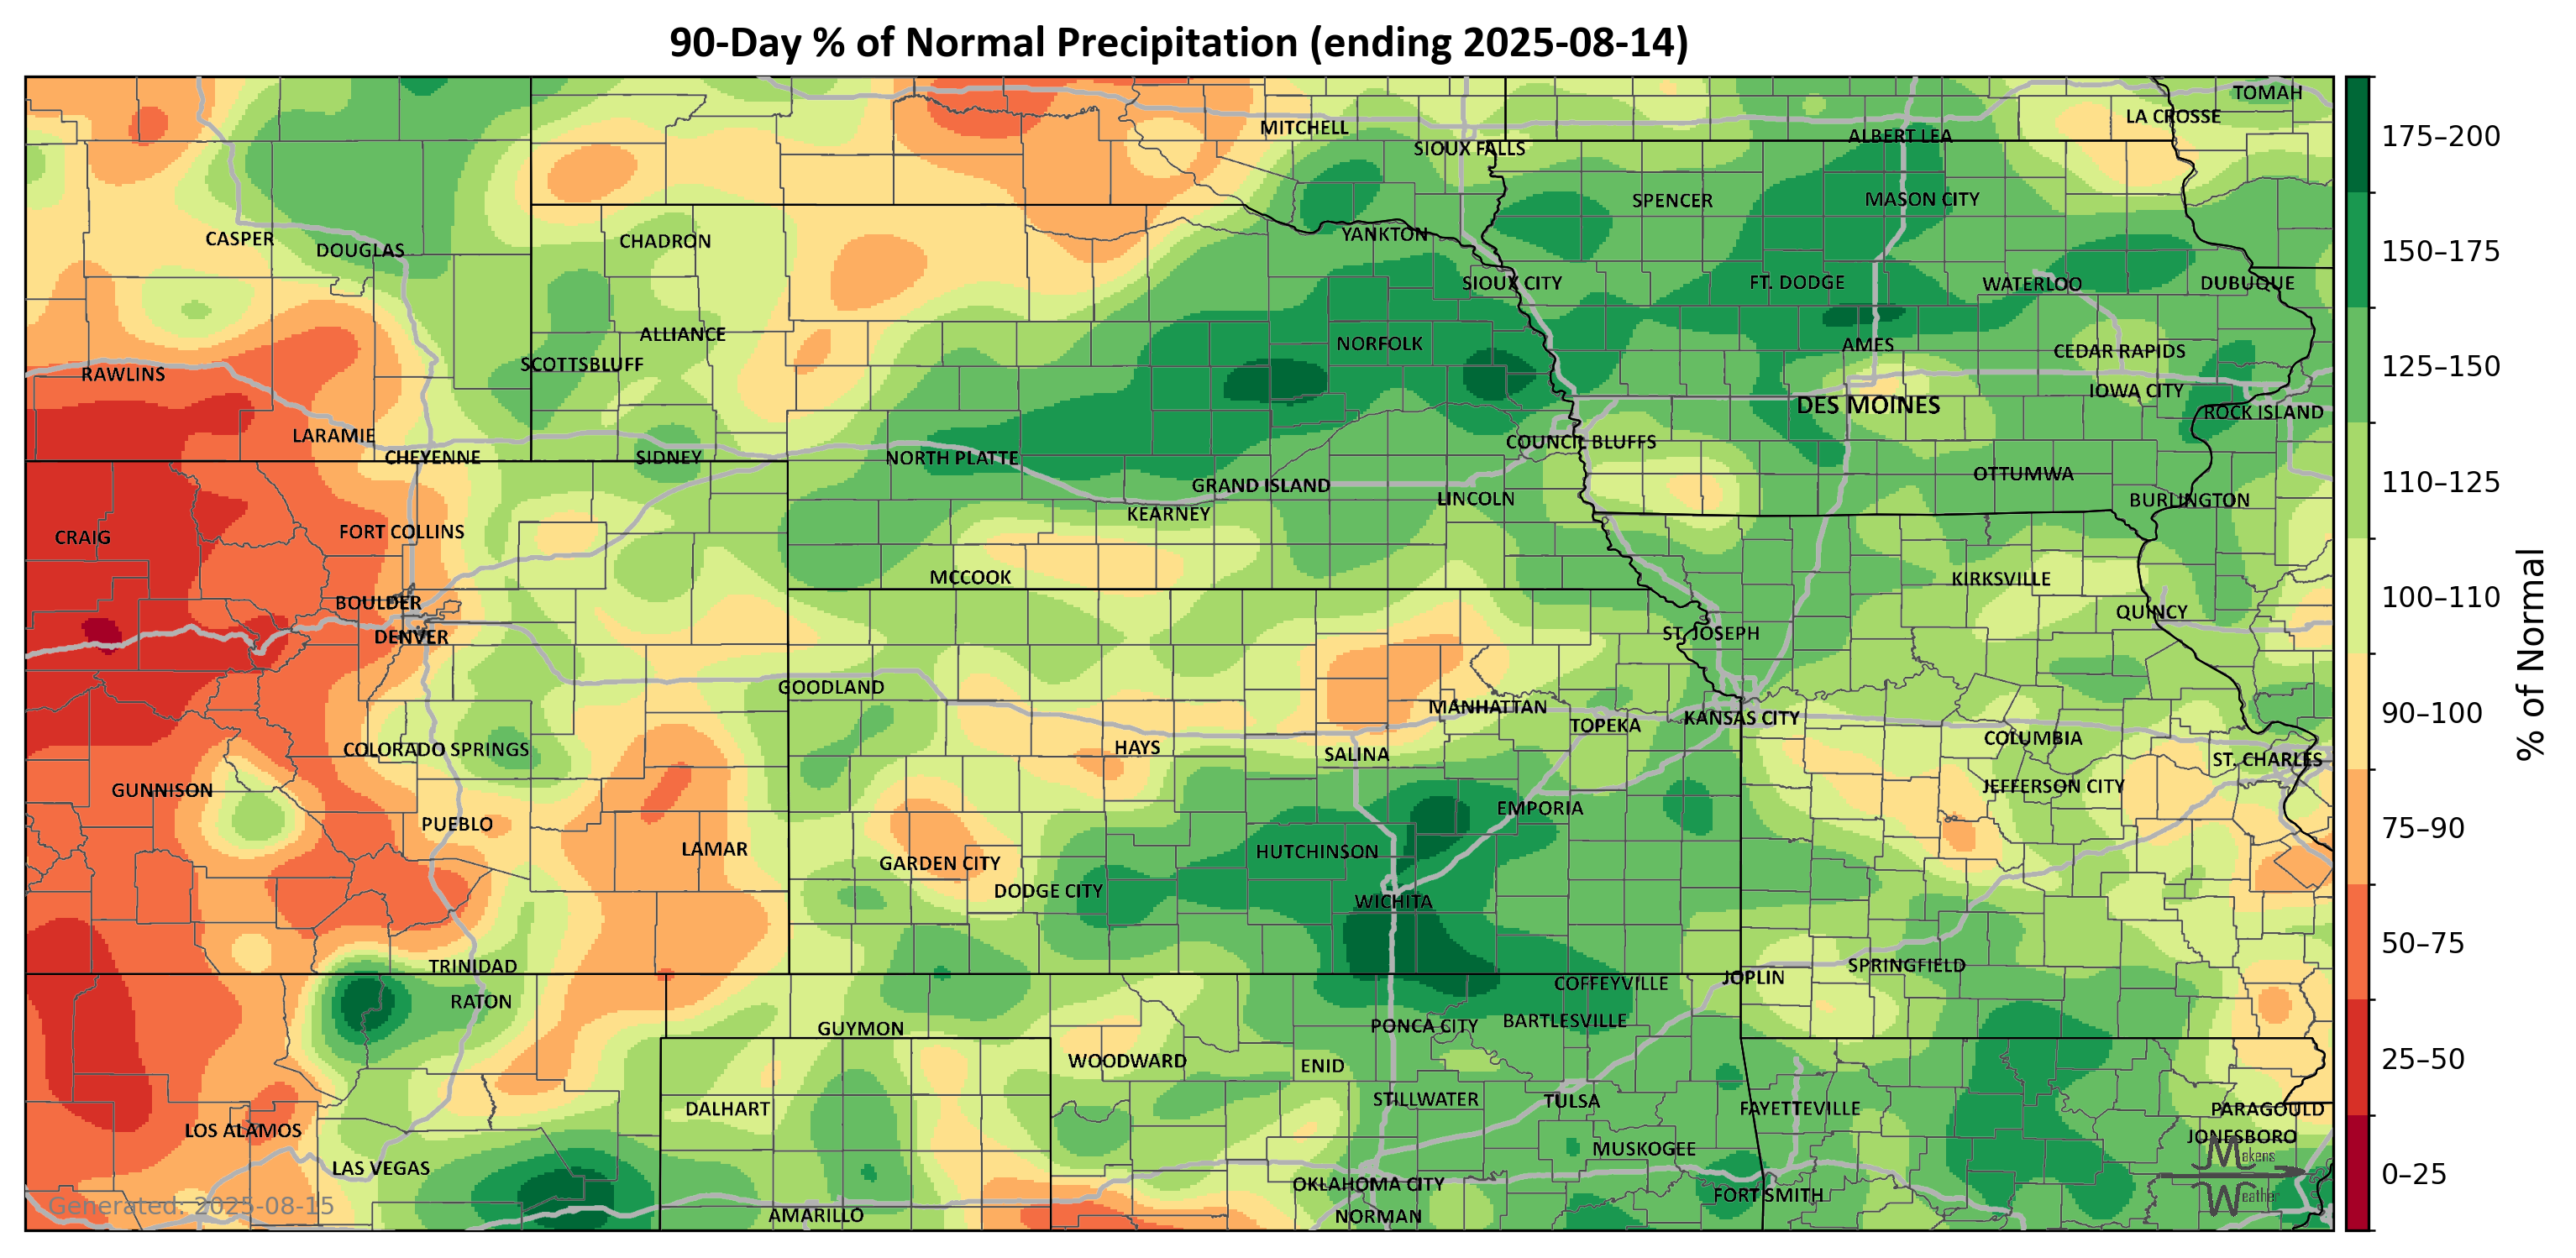 90-Day % of Normal Precipitation (ending 2025-08-14)
TOMAH
LA CROSSE
MITCHELL
ALBERT LEA
SIOUX FALLS
SPENCER
MASON CITY
CASPER
DOUGLAS
CHADRON
YANKTON
SIOUX CITY
FT. DODGE
WATERLOO
DUBUQUE
ALLIANCE
NORFOLK
AMES
CEDAR RAPIDS
SCOTTSBLUFF
RAWLINS
IOWA CITY
DES MOINES
ROCK ISLAND
LARAMIE
COUNCIL BLUFFS
CHEYENNE
SIDNEY
NORTH PLATTE
OTTUMWA
GRAND ISLAND
LINCOLN
BURLINGTON
KEARNEY
CRAIG
FORT COLLINS
MCCOOK
KIRKSVILLE
BOULDER
QUINCY
DENVER
ST. JOSEPH
GOODLAND
MANHATTAN
TOPEKA
KANSAS CITY
COLUMBIA
COLORADO SPRINGS
HAYS
SALINA
ST. CHARLES
GUNNISON
JEFFERSON CITY
EMPORIA
PUEBLO
LAMAR
HUTCHINSON
GARDEN CITY
DODGE CITY
WICHITA
TRINIDAD
SPRINGFIELD
JOPLIN
COFFEYVILLE
RATON
GUYMON
PONCA CITY
BARTLESVILLE
WOODWARD
ENID
DALHART
STILLWATER
TULSA
FAYETTEVILLE
PARAGOULD
LOS ALAMOS
JONESBORO
MUSKOGEE
LAS VEGAS
OKLAHOMA CITY
FORT SMITH
AMARILLO
NORMAN
Generated: 2025-08-15
Makens
Weather
175–200
150–175
125–150
110–125
100–110
90–100
75–90
50–75
25–50
0–25
% of Normal